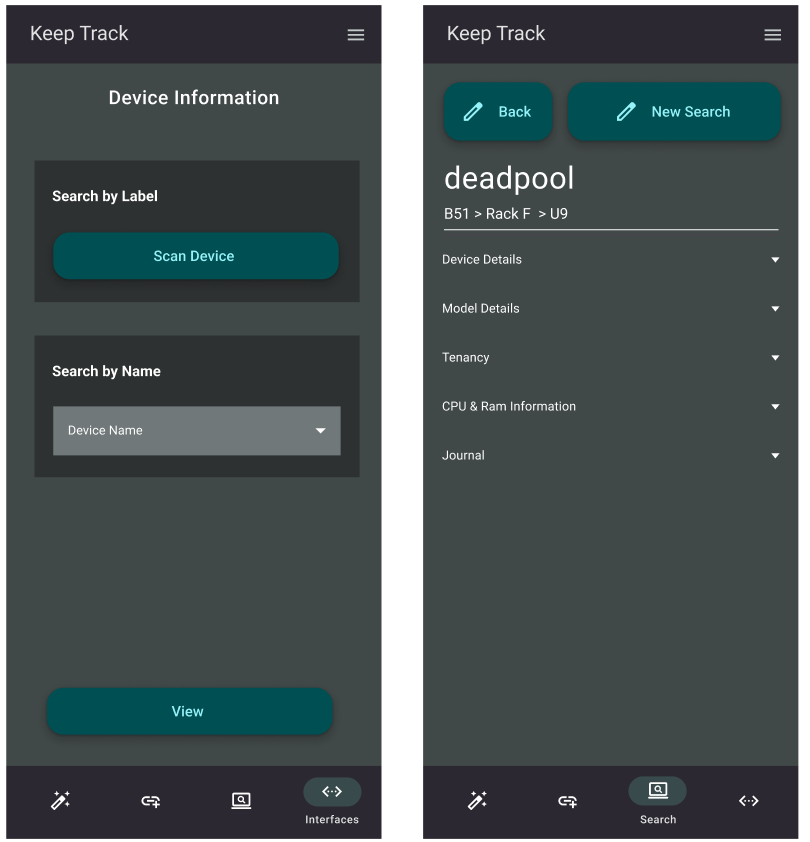 Keep Track
Device Information
Search by Label
Scan Device
Search by Name
Device Name
View
Interfaces
Keep Track
Back
New Search
deadpool
B51 > Rack F > U9
Device Details
Model Details
Tenancy
CPU & Ram Information
Journal
Search